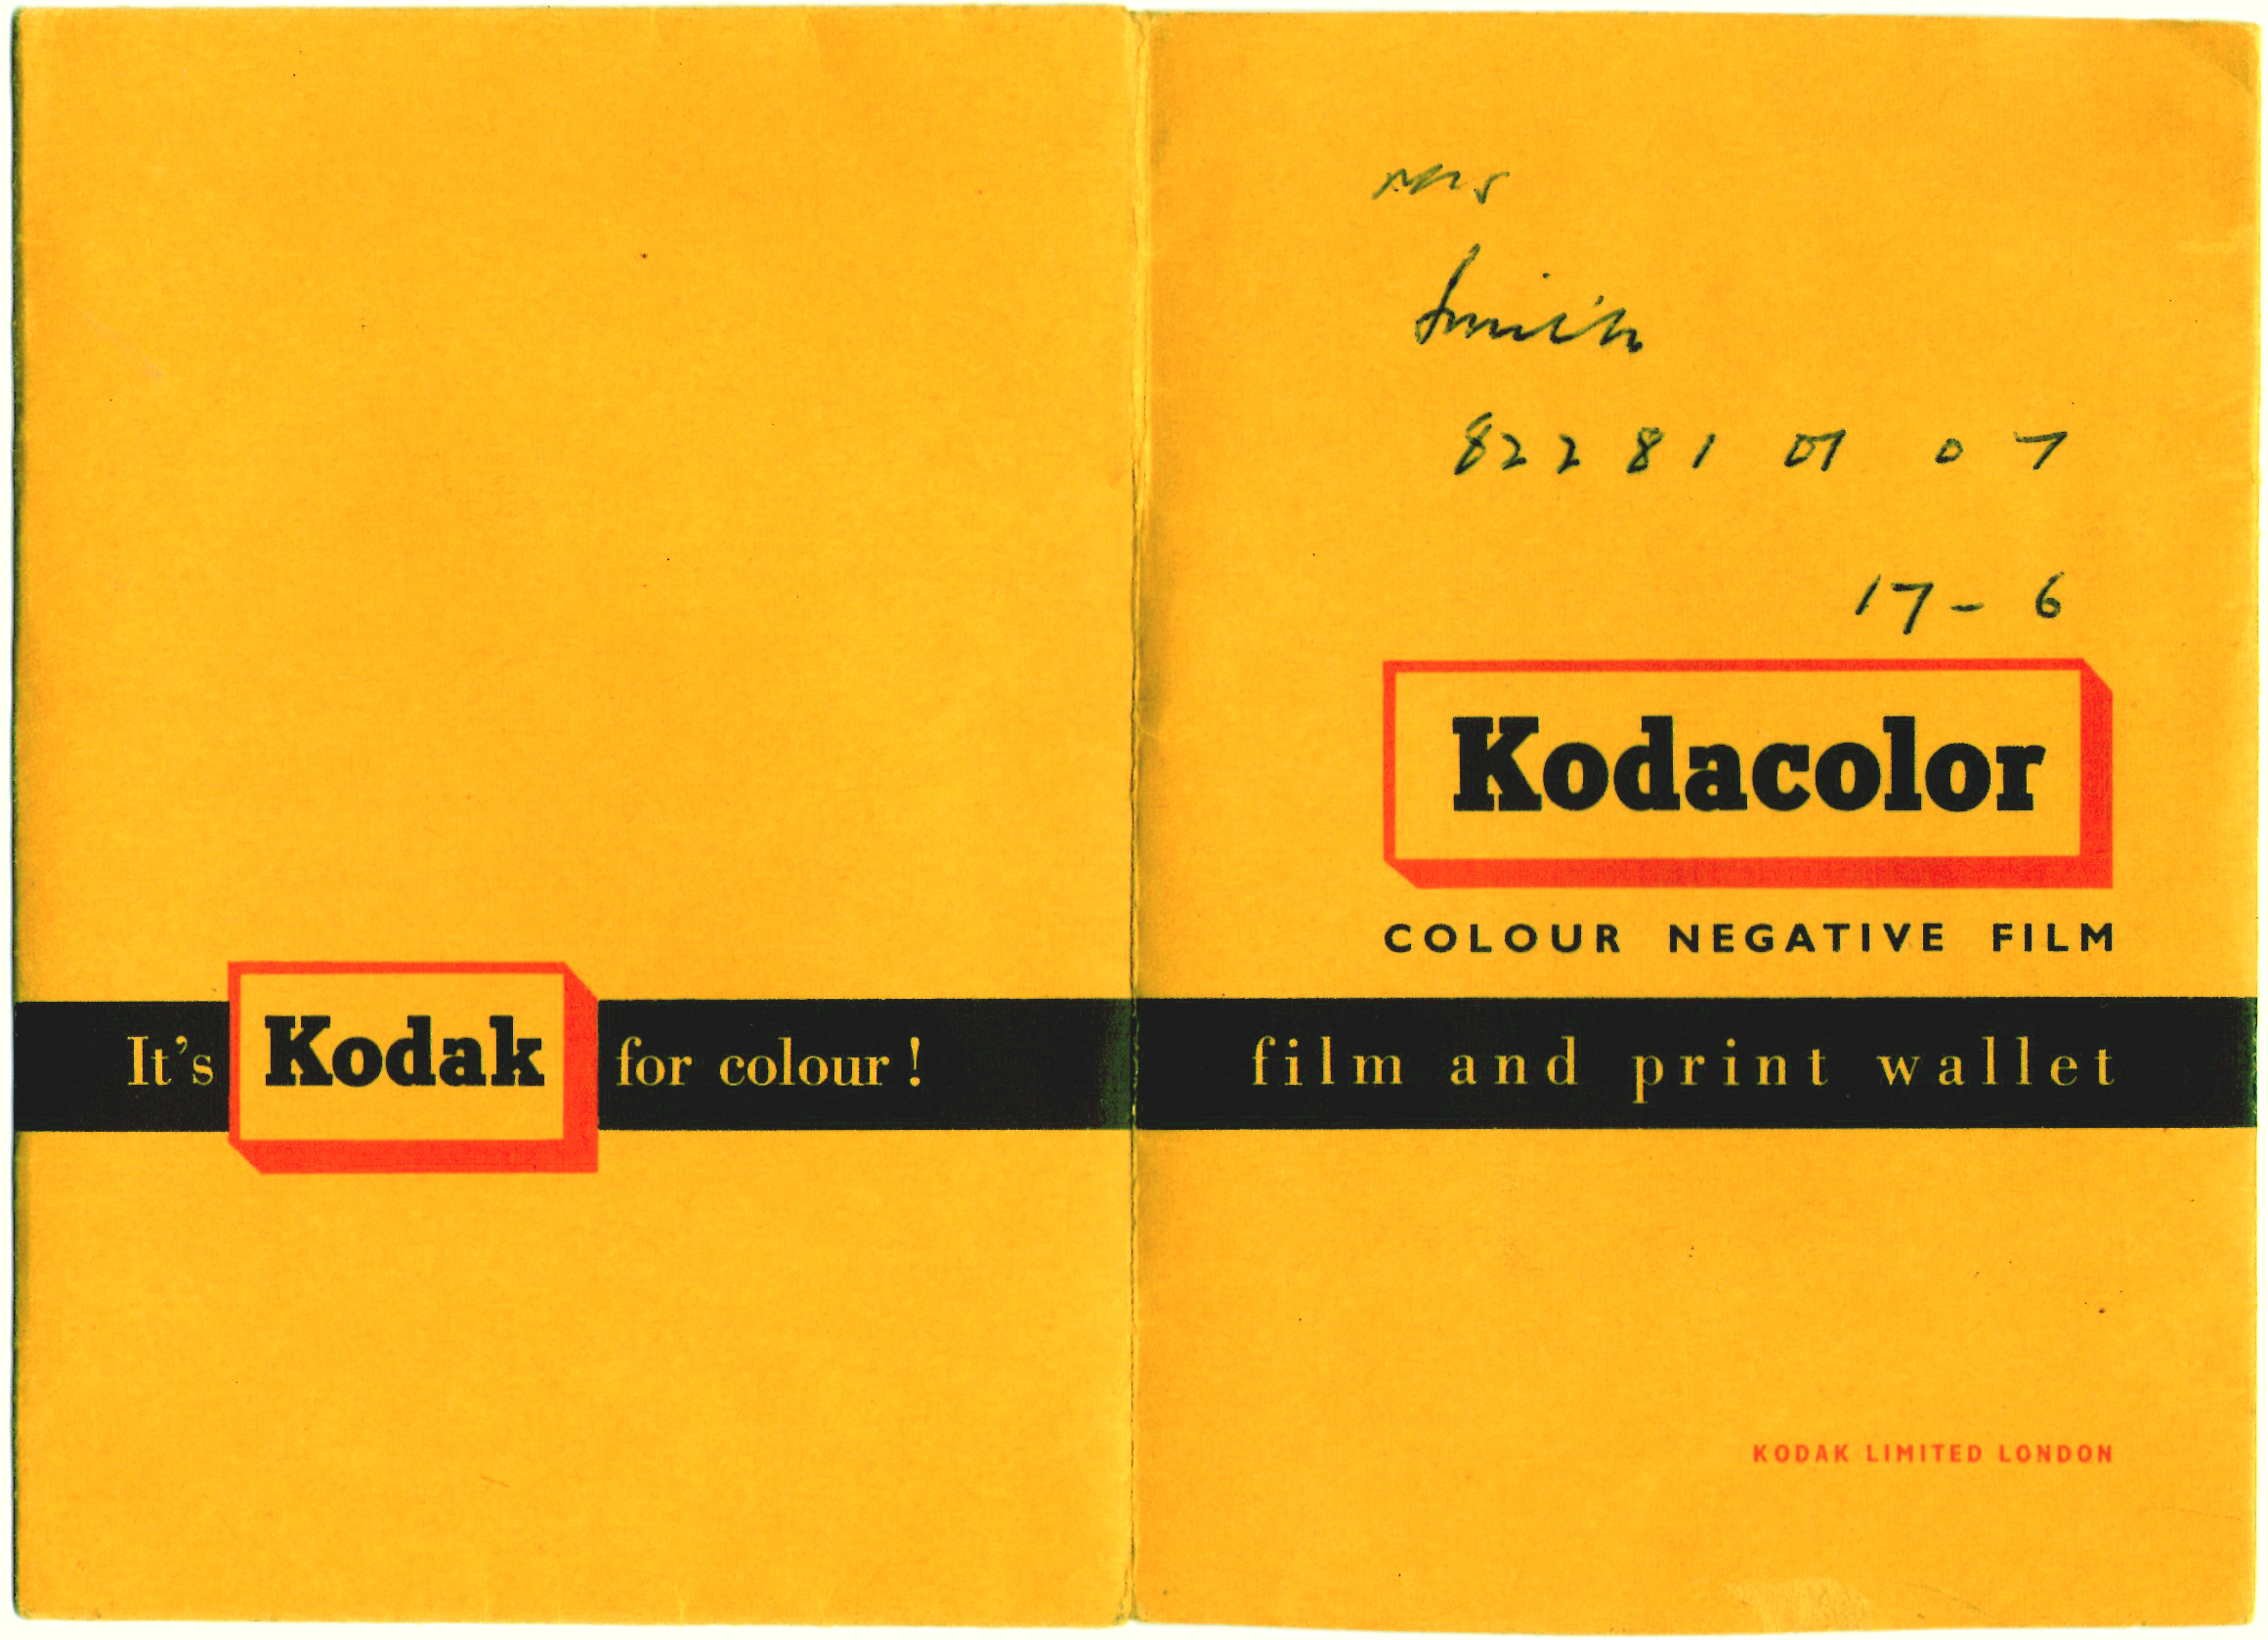 It's Kodak for colour!
Mrs
Smith
82281 01 07
17-6
Kodacolor
COLOUR NEGATIVE FILM
film and print wallet
KODAK LIMITED LONDON